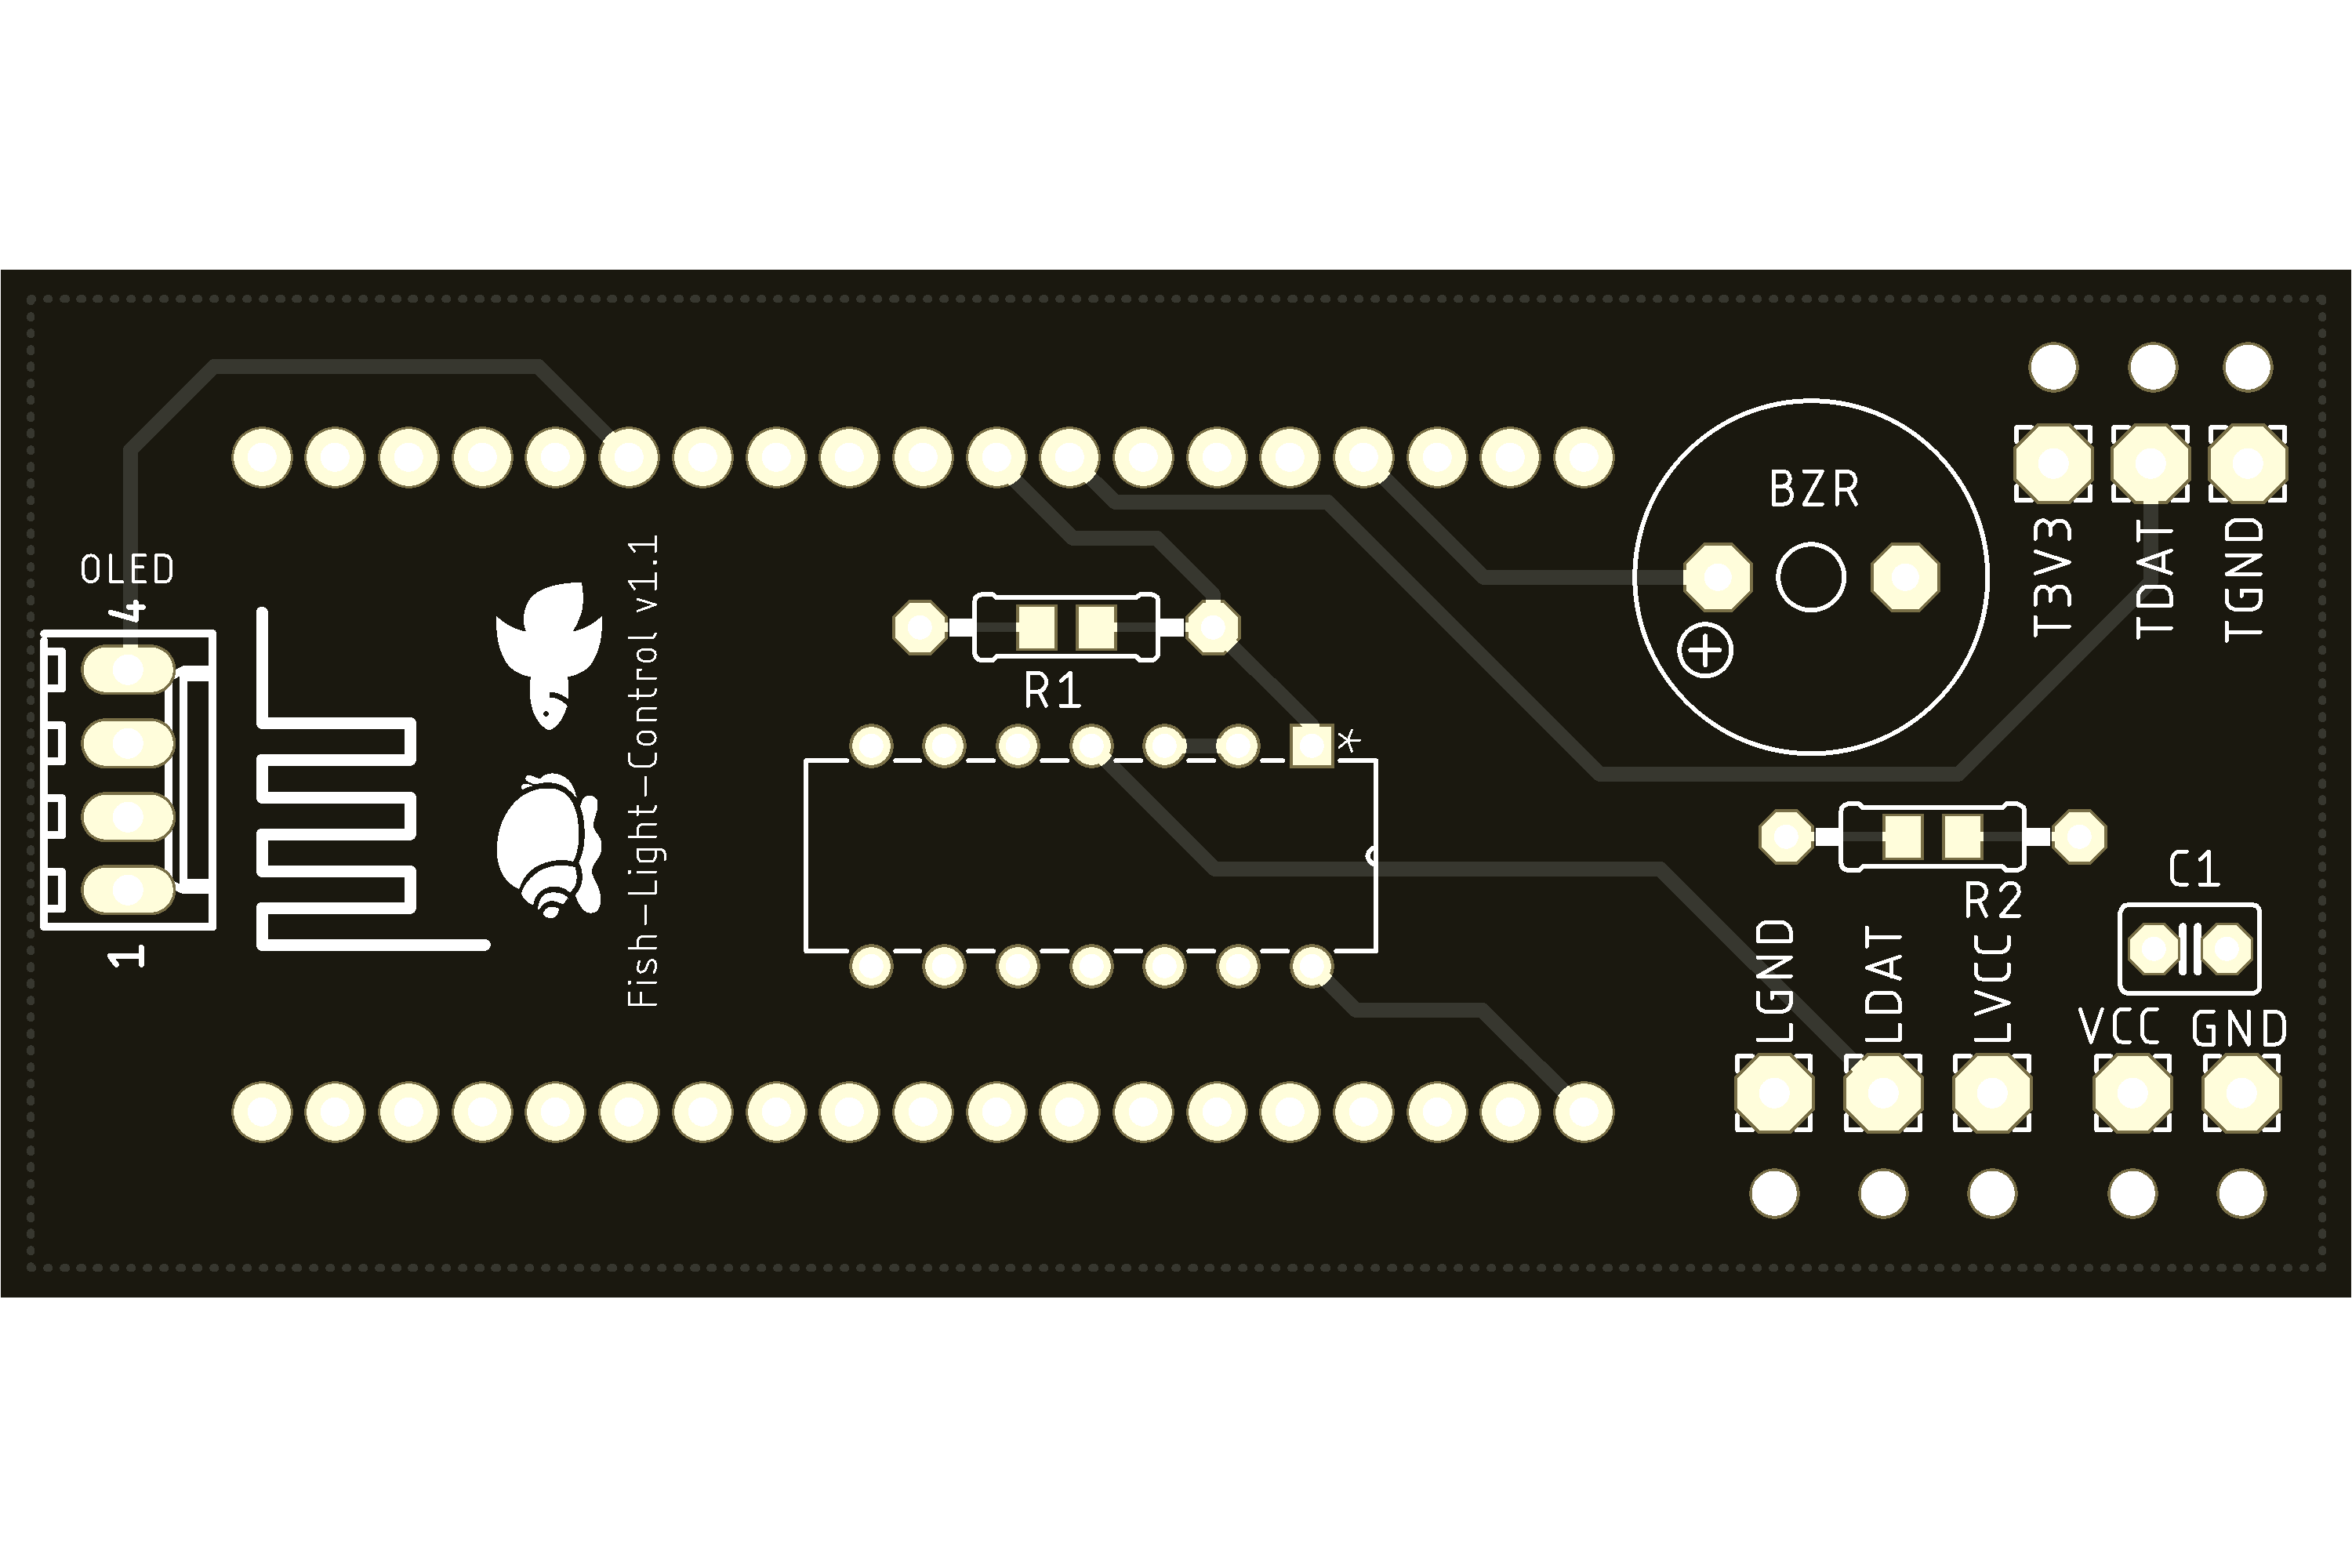 OLED
4
1
Fish-Light-Control v1.1
R1
*
BZR
+
T3V3
TDAT
TGND
R2
C1
LGND
LDAT
LVCC
VCC
GND